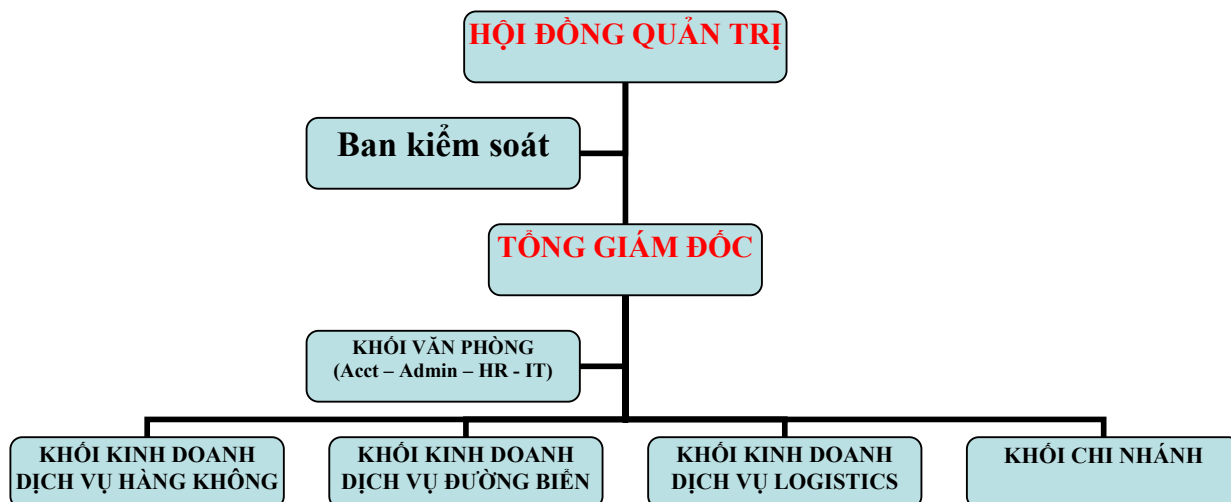 HỘI ĐỒNG QUẢN TRỊ
Ban kiểm soát
TỔNG GIÁM ĐỐC
KHỐI VĂN PHÒNG
(Acct – Admin – HR - IT)
KHỐI KINH DOANH
DỊCH VỤ HÀNG KHÔNG
KHỐI KINH DOANH
DỊCH VỤ ĐƯỜNG BIỂN
KHỐI KINH DOANH
DỊCH VỤ LOGISTICS
KHỐI CHI NHÁNH